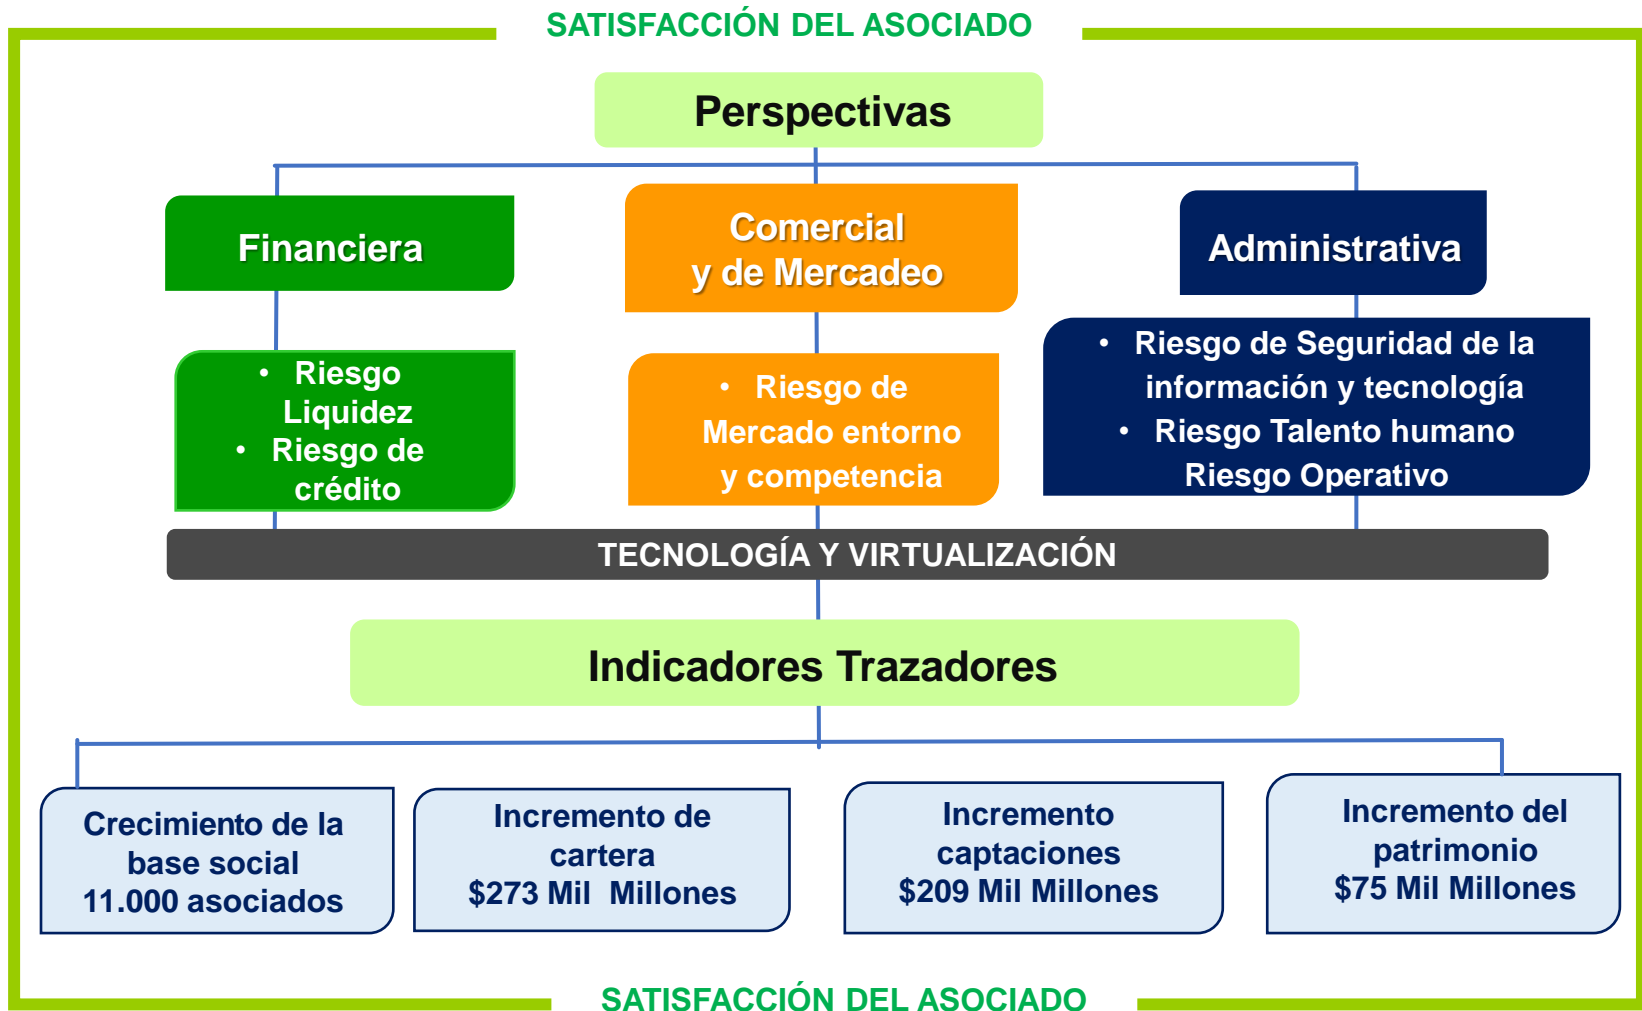 SATISFACCIÓN DEL ASOCIADO
Perspectivas
Financiera
Comercial
y de Mercadeo
Administrativa
• Riesgo
Liquidez
• Riesgo de
crédito
• Riesgo de
Mercado entorno
y competencia
• Riesgo de Seguridad de la
información y tecnología
• Riesgo Talento humano
Riesgo Operativo
TECNOLOGÍA Y VIRTUALIZACIÓN
Indicadores Trazadores
Crecimiento de la
base social
11.000 asociados
Incremento de
cartera
$273 Mil Millones
Incremento
captaciones
$209 Mil Millones
Incremento del
patrimonio
$75 Mil Millones
SATISFACCIÓN DEL ASOCIADO